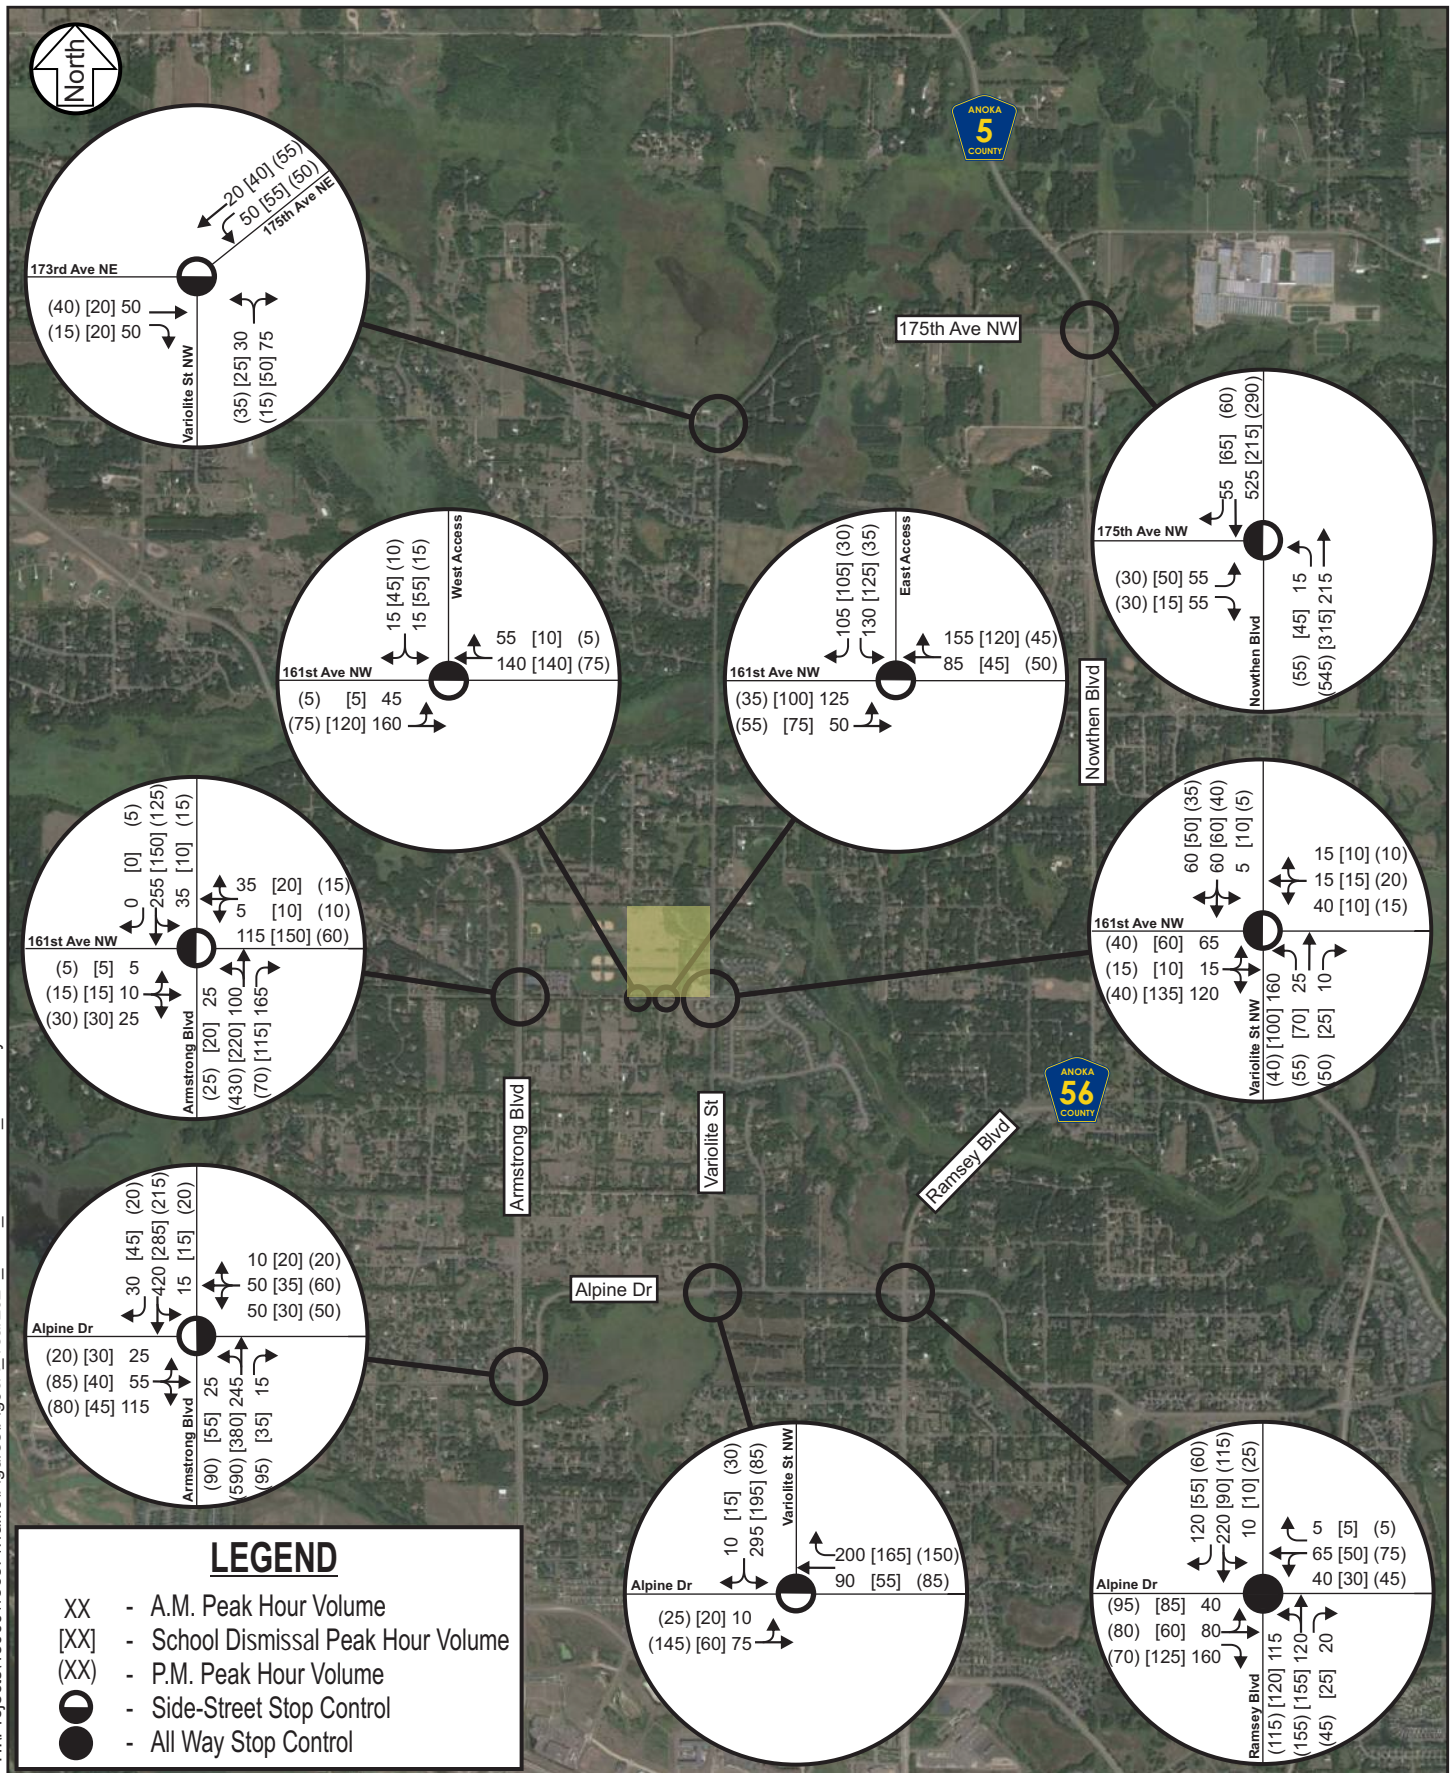 North
ANOKA
5
COUNTY
20 [40] (55)
50 [55] (50)
175th Ave NE
173rd Ave NE
(40) [20] 50
(15) [20] 50
Variolite St NW
(35) [25] 30
(15) [50] 75
175th Ave NW
55 [65] (60)
525 [215] (290)
175th Ave NW
(30) [50] 55
(30) [15] 55
Nowthen Blvd
(55) [45] 15
(545) [315] 215
15 [45] (10)
15 [55] (15)
West Access
55 [10] (5)
140 [140] (75)
161st Ave NW
(5) [5] 45
(75) [120] 160
105 [105] (30)
130 [125] (35)
East Access
155 [120] (45)
85 [45] (50)
161st Ave NW
(35) [100] 125
(55) [75] 50
Nowthen Blvd
0 [0] (5)
255 [150] (125)
35 [10] (15)
35 [20] (15)
5 [10] (10)
115 [150] (60)
161st Ave NW
(5) [5] 5
(15) [15] 10
(30) [30] 25
Armstrong Blvd
(25) [20] 25
(430) [220] 100
(70) [115] 165
60 [50] (35)
60 [60] (40)
5 [10] (5)
15 [10] (10)
15 [15] (20)
40 [10] (15)
161st Ave NW
(40) [60] 65
(15) [10] 15
(40) [135] 120
Variolite St NW
(40) [100] 160
(55) [70] 25
(50) [25] 10
ANOKA
56
COUNTY
Armstrong Blvd
Variolite St
Ramsey Blvd
Alpine Dr
30 [45] (20)
420 [285] (215)
15 [15] (20)
10 [20] (20)
50 [35] (60)
50 [30] (50)
Alpine Dr
(20) [30] 25
(85) [40] 55
(80) [45] 115
Armstrong Blvd
(90) [55] 25
(590) [380] 245
(95) [35] 15
10 [15] (30)
295 [195] (85)
Variolite St NW
200 [165] (150)
90 [55] (85)
Alpine Dr
(25) [20] 10
(145) [60] 75
120 [55] (60)
220 [90] (115)
10 [10] (25)
5 [5] (5)
65 [50] (75)
40 [30] (45)
Alpine Dr
(95) [85] 40
(80) [60] 80
(70) [125] 160
Ramsey Blvd
(115) [120] 115
(155) [155] 120
(45) [25] 20
LEGEND
XX - A.M. Peak Hour Volume
[XX] - School Dismissal Peak Hour Volume
(XX) - P.M. Peak Hour Volume
- Side-Street Stop Control
- All Way Stop Control